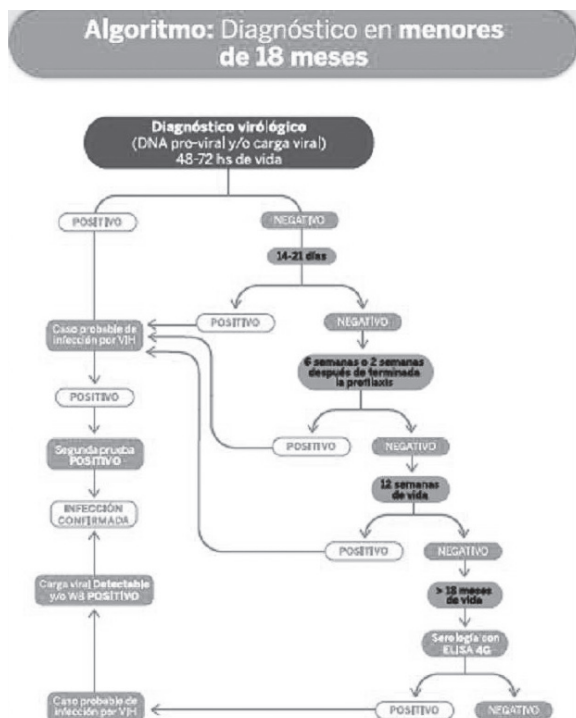 Algoritmo: Diagnóstico en menores
de 18 meses
Diagnóstico virólógico
(DNA pro-viral y/o carga viral)
48-72 hs de vida
POSITIVO
NEGATIVO
14-21 días
POSITIVO
NEGATIVO
Caso probable de
infección por VIH
6 semanas o 2 semanas
después de terminada
la profilaxis
POSITIVO
POSITIVO
NEGATIVO
Segunda prueba
POSITIVO
12 semanas
de vida
INFECCIÓN
CONFIRMADA
POSITIVO
NEGATIVO
Carga viral Detectable
y/o WB POSITIVO
> 18 meses
de vida
Serología con
ELISA 4G
Caso probable de
infección por VIH
POSITIVO
NEGATIVO